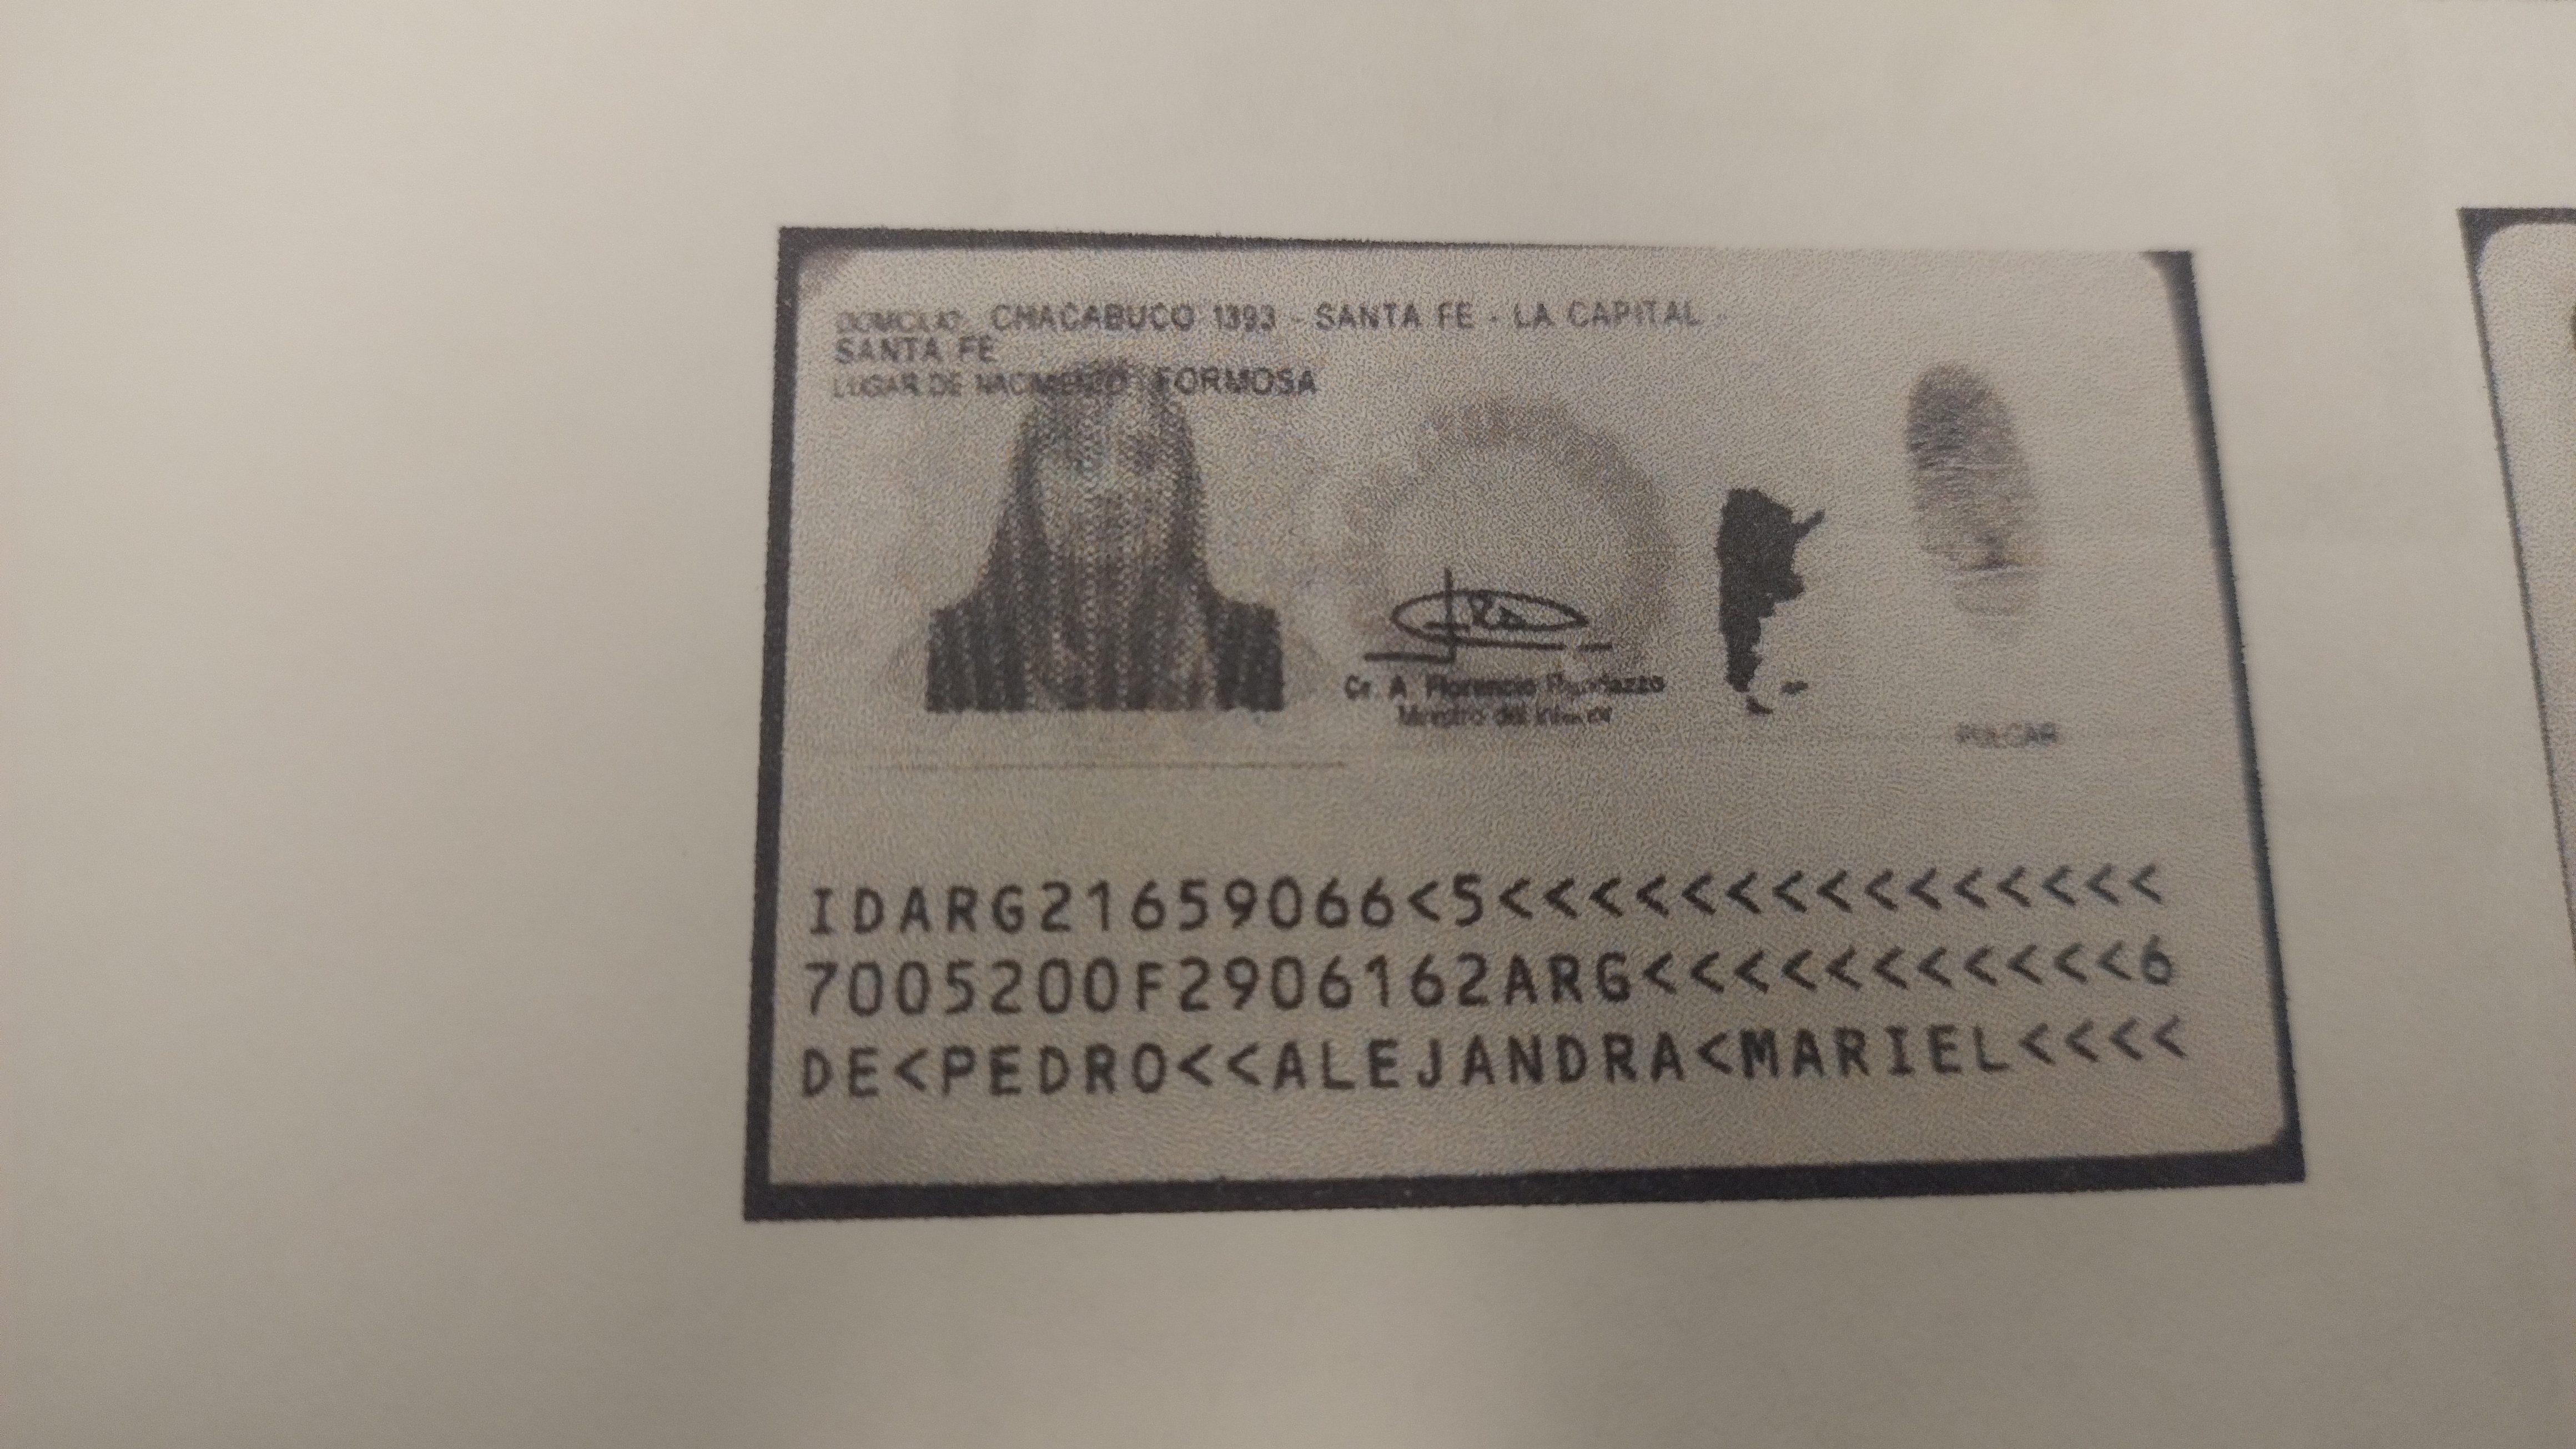 DOMICILIO: CHACABUCO 1393 - SANTA FE - LA CAPITAL -
SANTA FE
LUGAR DE NACIMIENTO: FORMOSA
Cr. A. Florencio Randazzo
Ministro del Interior
PULGAR
IDARG21659066<5<<<<<<<<<<<<<<<
7005200F2906162ARG<<<<<<<<<<<6
DE<PEDRO<<ALEJANDRA<MARIEL<<<<